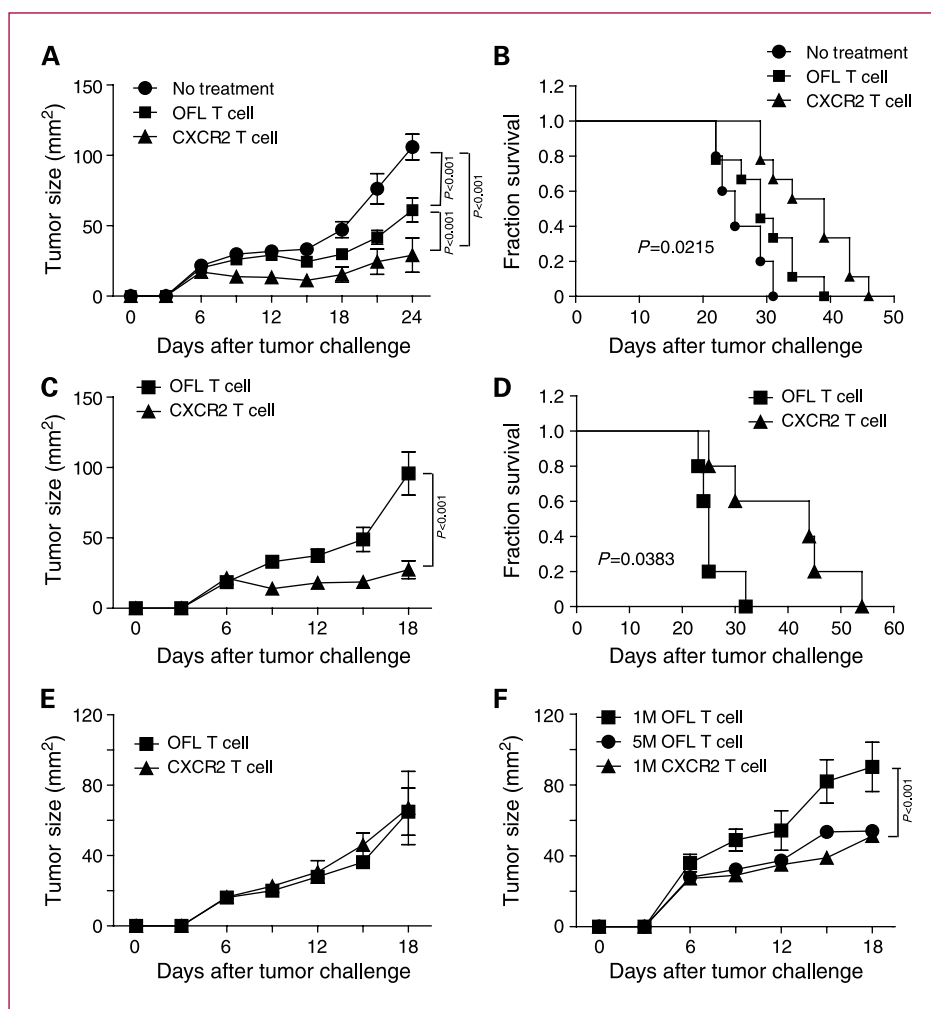 A
No treatment
OFL T cell
CXCR2 T cell
Tumor size (mm²)
150
100
50
0
P<0.001
P<0.001
P<0.001
0 6 12 18 24
Days after tumor challenge
B
No treatment
OFL T cell
CXCR2 T cell
Fraction survival
1.0
0.8
0.6
0.4
0.2
0
P=0.0215
0 10 20 30 40 50
Days after tumor challenge
C
OFL T cell
CXCR2 T cell
Tumor size (mm²)
150
100
50
0
P<0.001
0 6 12 18
Days after tumor challenge
D
OFL T cell
CXCR2 T cell
Fraction survival
1.0
0.8
0.6
0.4
0.2
0
P=0.0383
0 10 20 30 40 50 60
Days after tumor challenge
E
OFL T cell
CXCR2 T cell
Tumor size (mm²)
120
80
40
0
0 6 12 18
Days after tumor challenge
F
1M OFL T cell
5M OFL T cell
1M CXCR2 T cell
Tumor size (mm²)
120
80
40
0
P<0.001
0 6 12 18
Days after tumor challenge